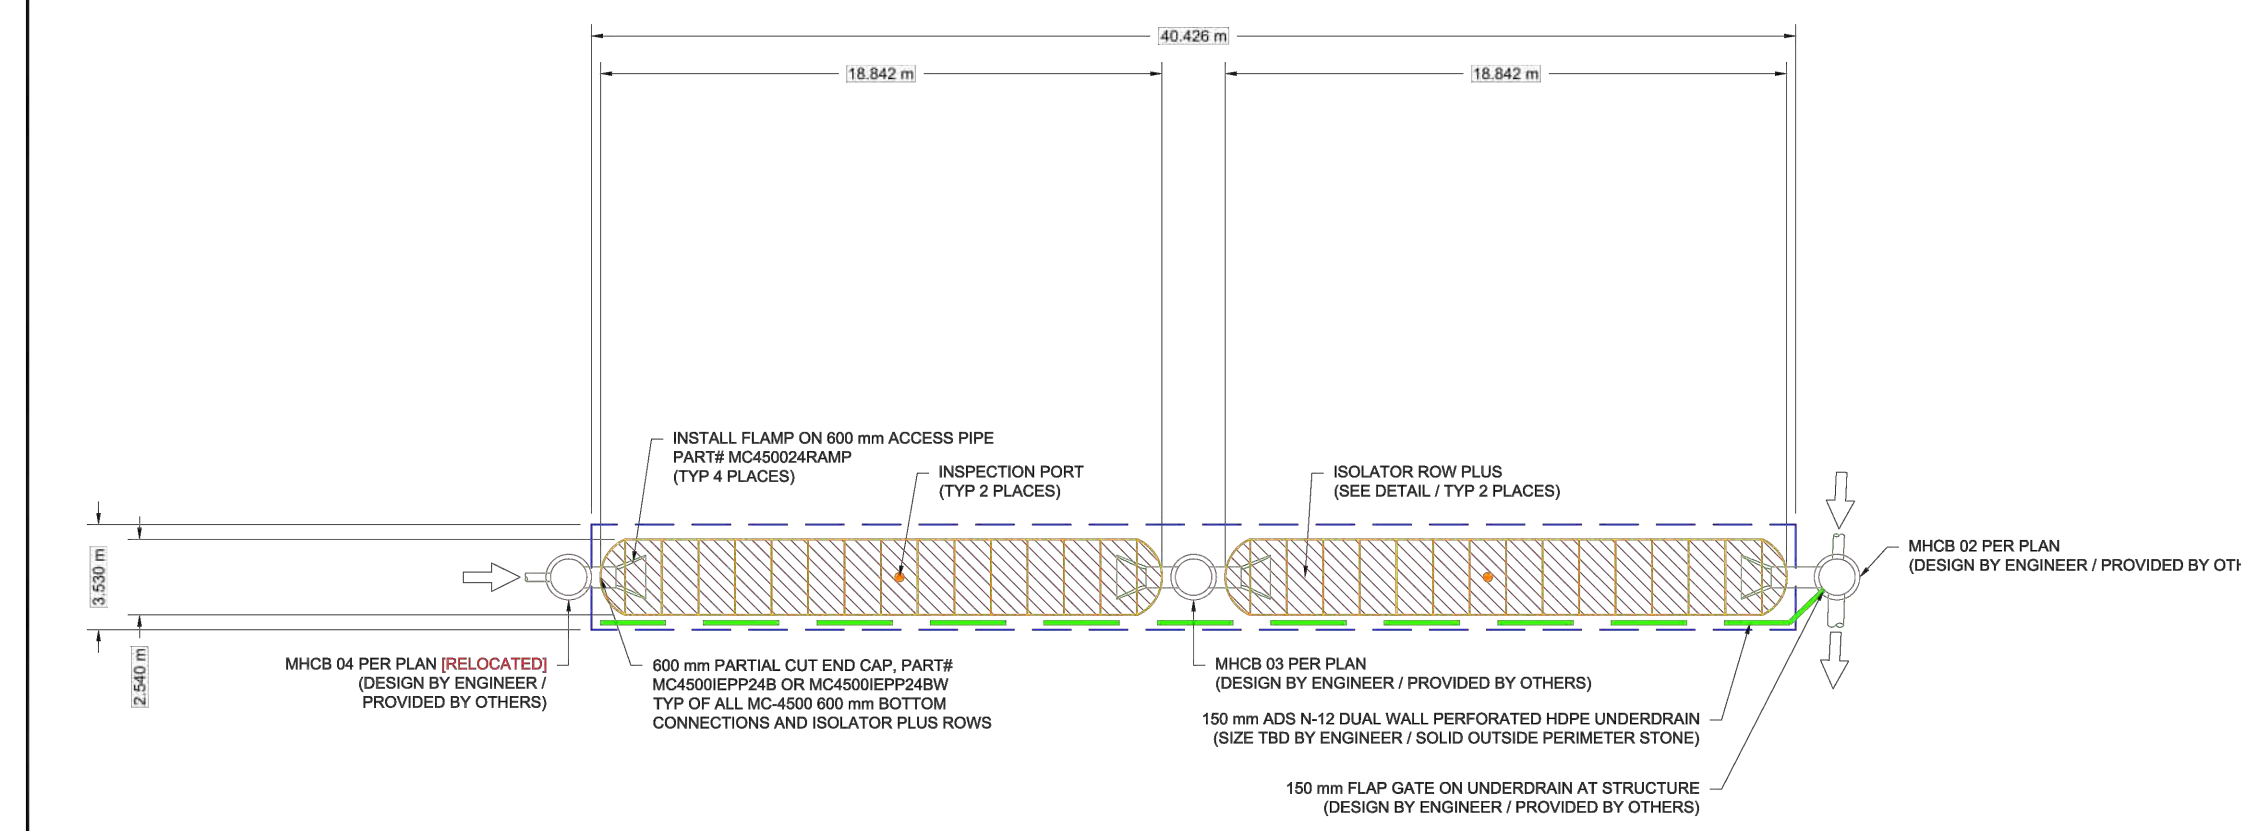 40.426 m
18.842 m
18.842 m
INSTALL FLAMP ON 600 mm ACCESS PIPE
PART# MC450024RAMP
(TYP 4 PLACES)
INSPECTION PORT
(TYP 2 PLACES)
ISOLATOR ROW PLUS
(SEE DETAIL / TYP 2 PLACES)
MHCB 02 PER PLAN
(DESIGN BY ENGINEER / PROVIDED BY OTH
3.530 m
2.540 m
MHCB 04 PER PLAN [RELOCATED]
(DESIGN BY ENGINEER /
PROVIDED BY OTHERS)
600 mm PARTIAL CUT END CAP, PART#
MC4500IEPP24B OR MC4500IEPP24BW
TYP OF ALL MC-4500 600 mm BOTTOM
CONNECTIONS AND ISOLATOR PLUS ROWS
MHCB 03 PER PLAN
(DESIGN BY ENGINEER / PROVIDED BY OTHERS)
150 mm ADS N-12 DUAL WALL PERFORATED HDPE UNDERDRAIN
(SIZE TBD BY ENGINEER / SOLID OUTSIDE PERIMETER STONE)
150 mm FLAP GATE ON UNDERDRAIN AT STRUCTURE
(DESIGN BY ENGINEER / PROVIDED BY OTHERS)